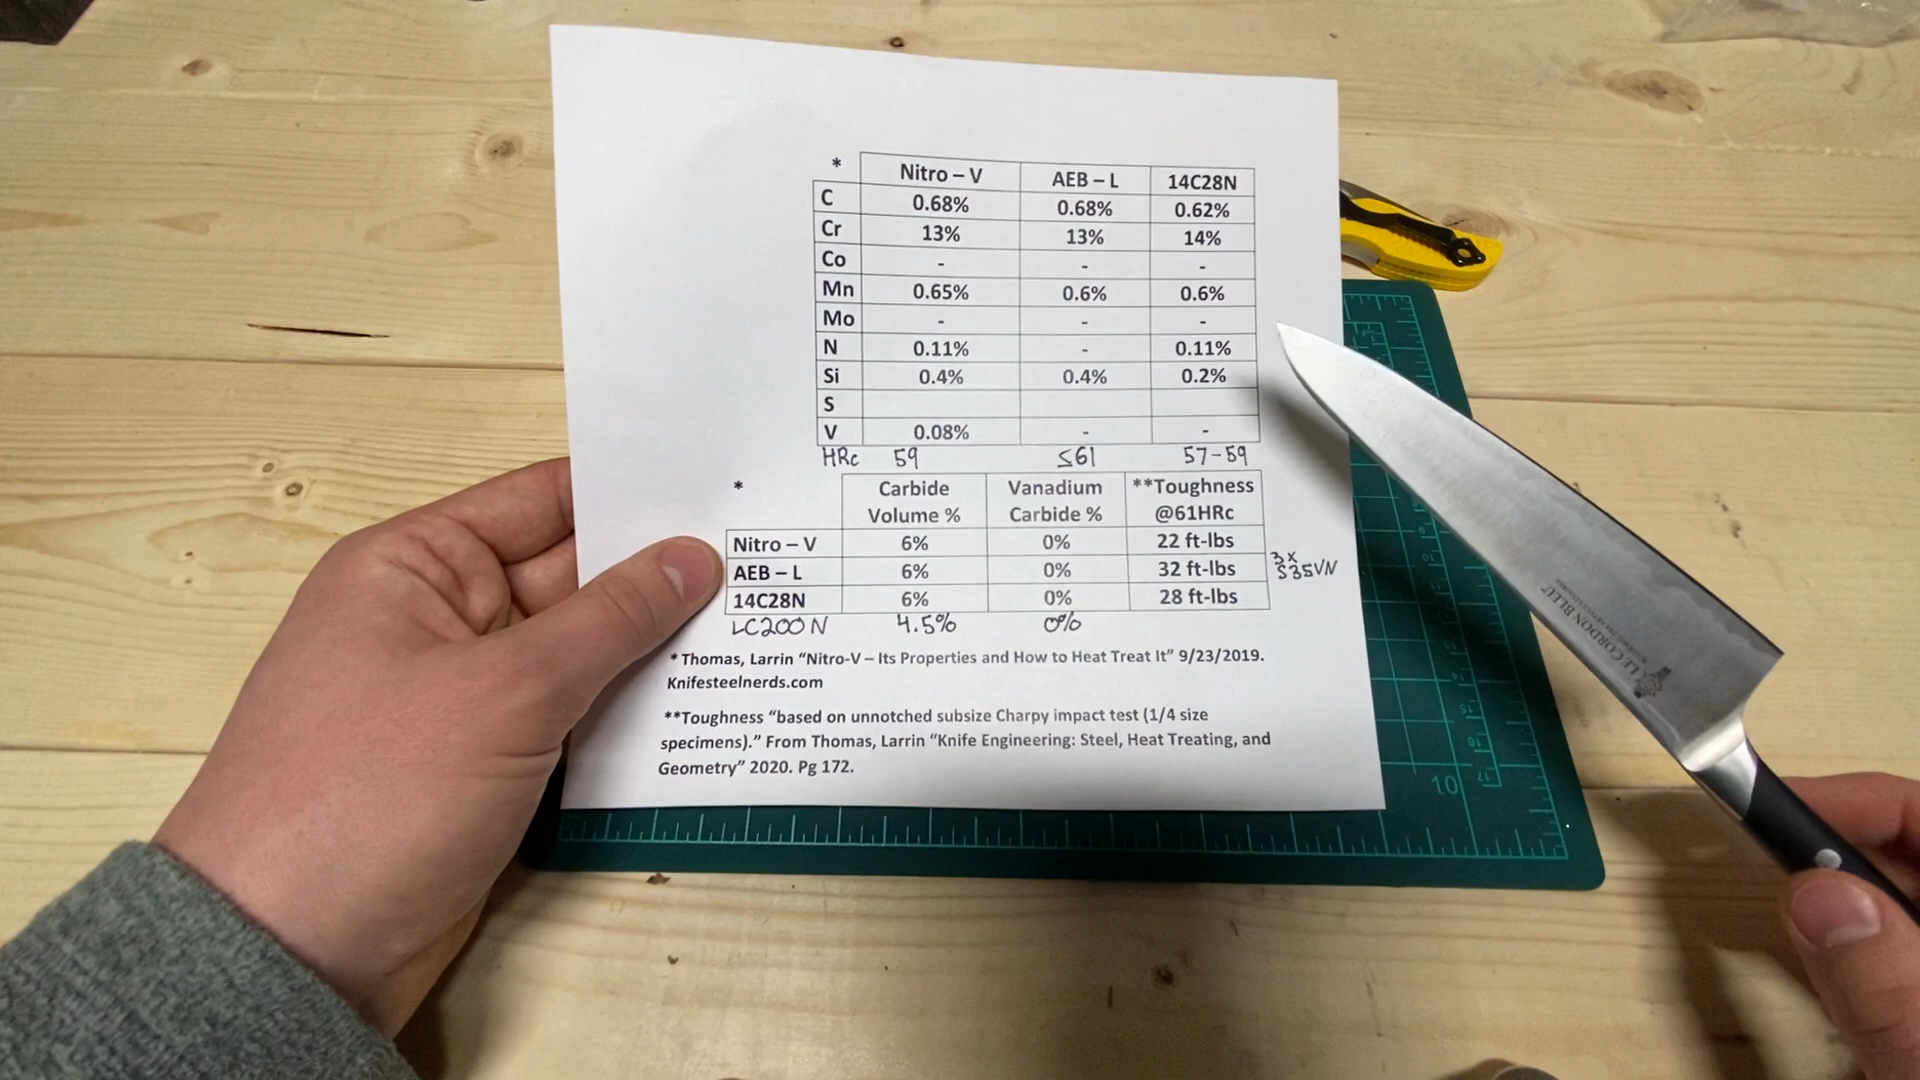 * Nitro – V AEB – L 14C28N
C 0.68% 0.68% 0.62%
Cr 13% 13% 14%
Co - - -
Mn 0.65% 0.6% 0.6%
Mo - - -
N 0.11% - 0.11%
Si 0.4% 0.4% 0.2%
S
V 0.08% - -
HRc 59 ≤61 57-59
* Carbide Vanadium **Toughness
Volume % Carbide % @61HRc
Nitro – V 6% 0% 22 ft-lbs
AEB – L 6% 0% 32 ft-lbs 3x S35VN
14C28N 6% 0% 28 ft-lbs
LC200N 4.5% 0%
* Thomas, Larrin “Nitro-V – Its Properties and How to Heat Treat It” 9/23/2019.
Knifesteelnerds.com
**Toughness “based on unnotched subsize Charpy impact test (1/4 size
specimens).” From Thomas, Larrin “Knife Engineering: Steel, Heat Treating, and
Geometry” 2020. Pg 172.
LE CORDON BLEU
10